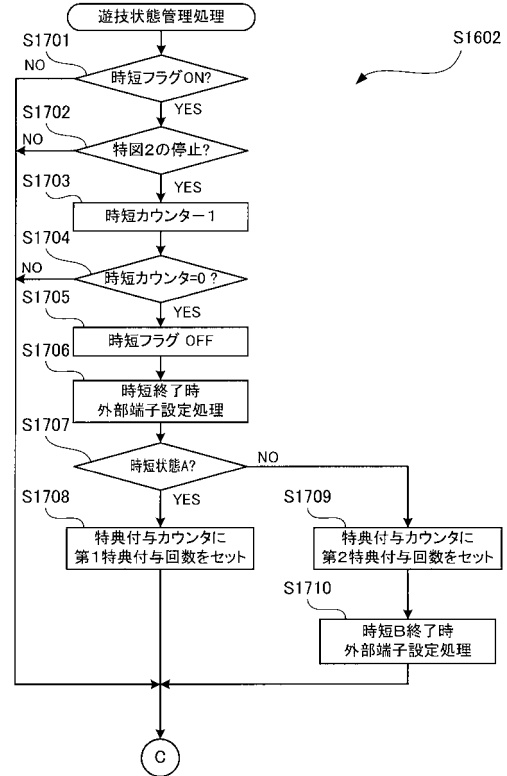 遊技状態管理処理
S1602
S1701
NO
時短フラグON?
YES
S1702
NO
特図2の停止?
YES
S1703
時短カウンター1
S1704
NO
時短カウンタ=0?
YES
S1705
時短フラグ OFF
S1706
時短終了時
外部端子設定処理
S1707
時短状態A?
NO
YES
S1708
特典付与カウンタに
第1特典付与回数をセット
S1709
特典付与カウンタに
第2特典付与回数をセット
S1710
時短B終了時
外部端子設定処理
C